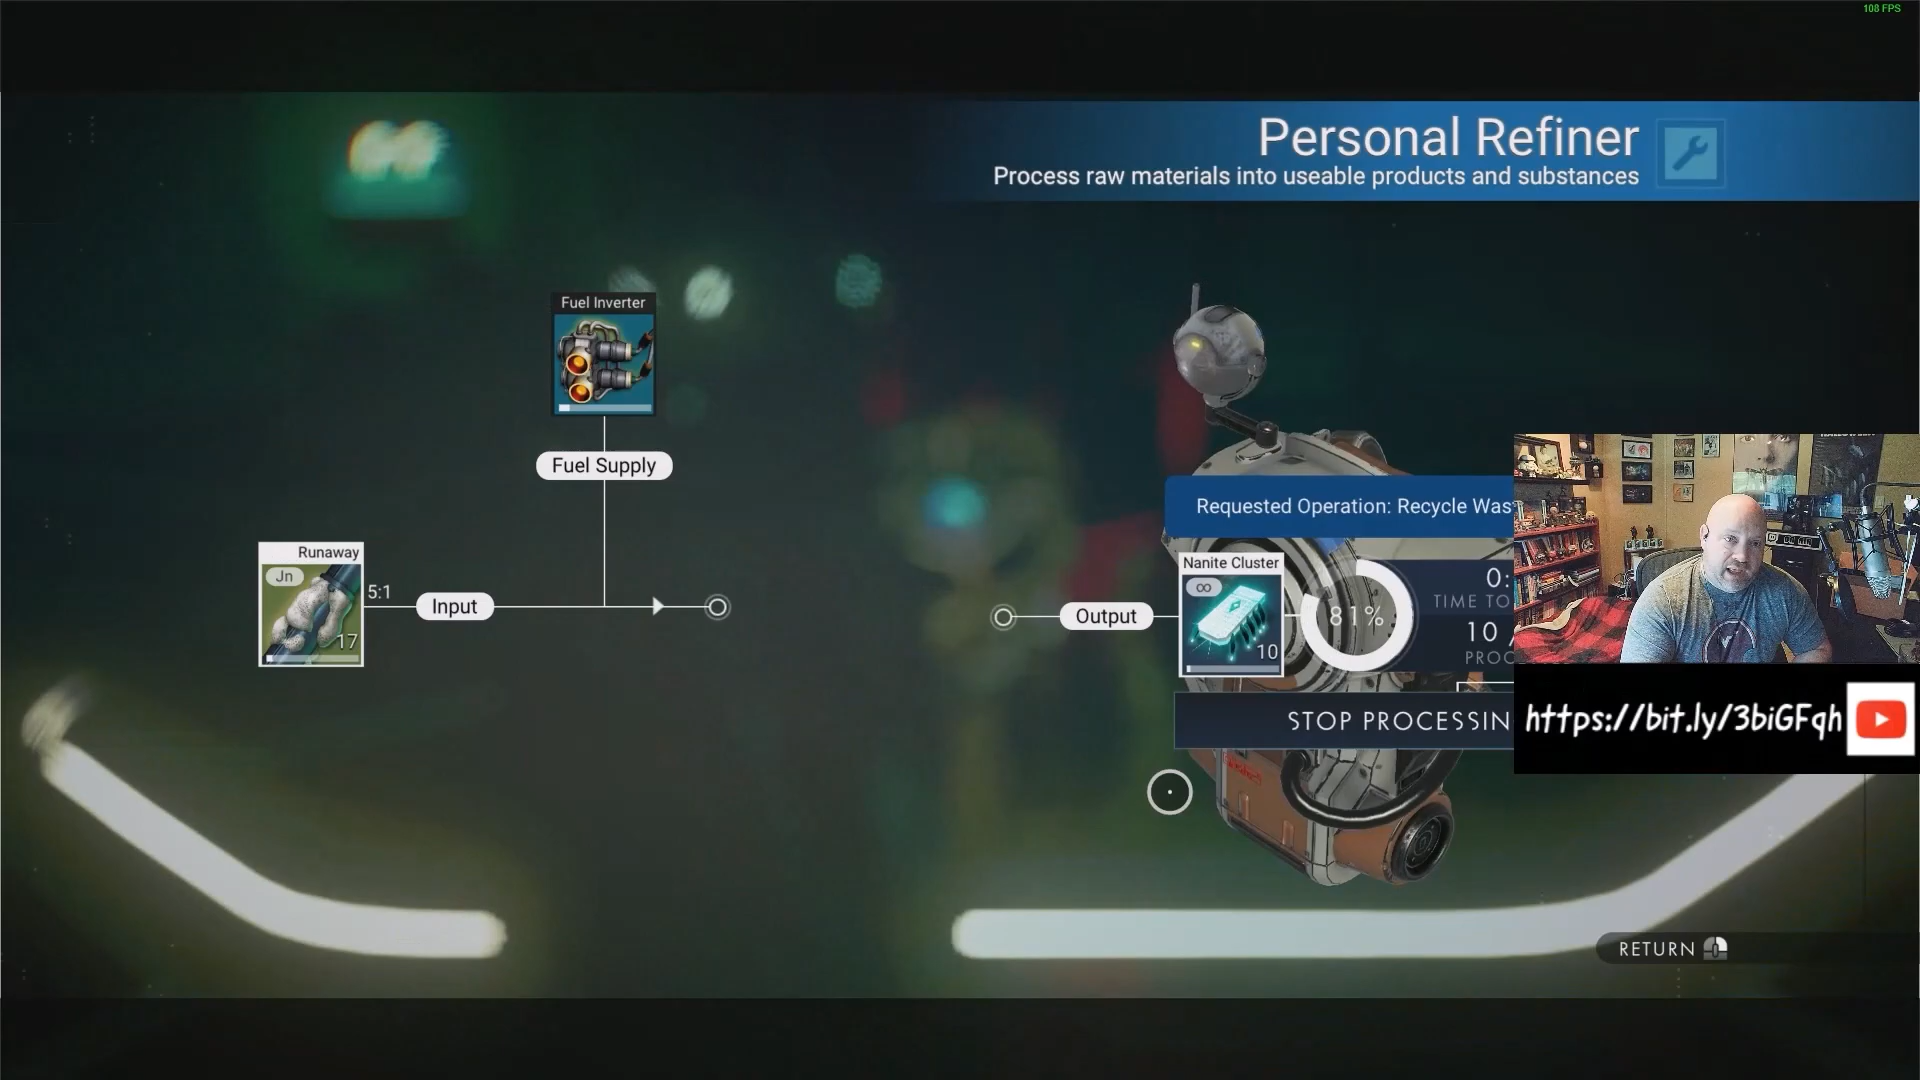 108 FPS
Personal Refiner
Process raw materials into useable products and substances
Fuel Inverter
Fuel Supply
Runaway
Jn
17
5:1
Input
Output
Requested Operation: Recycle Was
Nanite Cluster
∞
10
81%
0:
TIME TO
10 /
PROC
STOP PROCESSIN
https://bit.ly/3biGFqh
RETURN